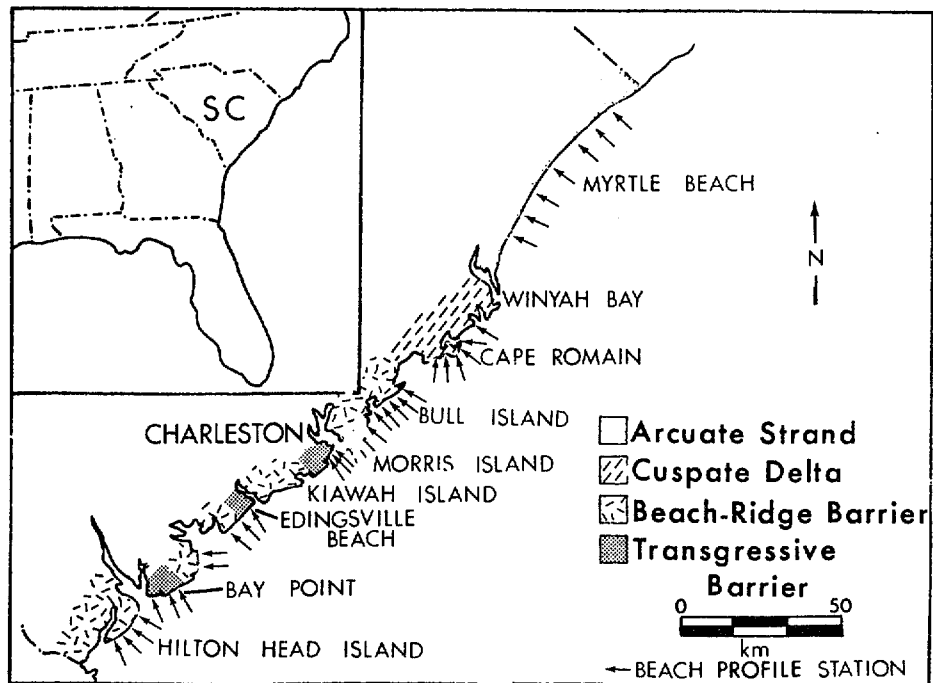 SC
MYRTLE BEACH
N
WINYAH BAY
CAPE ROMAIN
BULL ISLAND
CHARLESTON
MORRIS ISLAND
KIAWAH ISLAND
EDINGSVILLE
BEACH
BAY POINT
HILTON HEAD ISLAND
Arcuate Strand
Cuspate Delta
Beach-Ridge Barrier
Transgressive
Barrier
0 50
km
BEACH PROFILE STATION